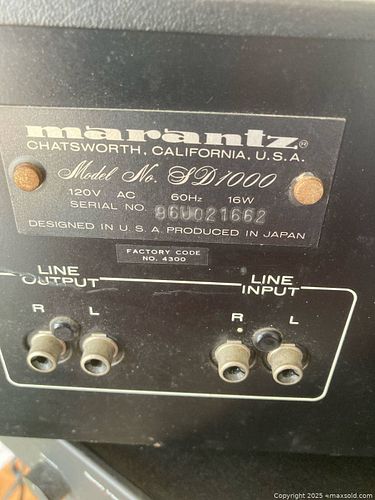 marantz®
CHATSWORTH, CALIFORNIA, U.S.A.
Model No. SD1000
120V AC 60Hz 16W
SERIAL NO. 86U021662
DESIGNED IN U.S.A. PRODUCED IN JAPAN
FACTORY CODE
NO. 4300
LINE OUTPUT
LINE INPUT
R L
R L
Copyright © 2025 - maxsold.com